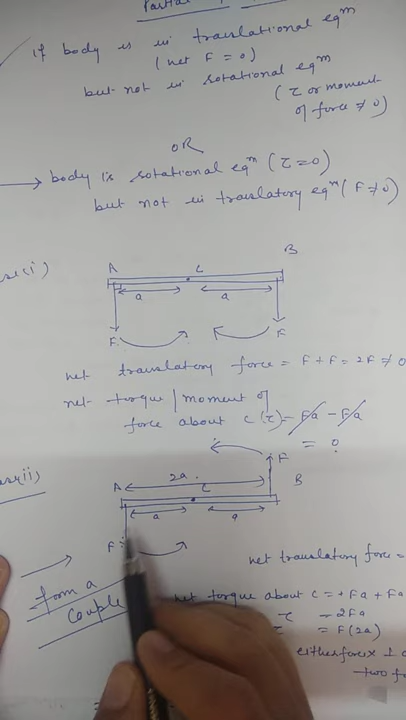 Partial
if body is in translational eqm
( net F = 0 )
but not in rotational eqm
( τ or moment
of force ≠ 0 )
OR
→ body is rotational eqm ( τ = 0 )
but not in translatory eqm ( F ≠ 0 )
(i)
A C B
a a
F F
net translatory force = F + F = 2F ≠ 0
net torque | moment of
force about C (τ) = Fa - Fa
= 0
ii)
F
A 2a C B
a a
F
net translatory force =
form a
Couple
net torque about C = + Fa + Fa
τ = 2Fa
τ = F(2a)
either force x ⊥
two